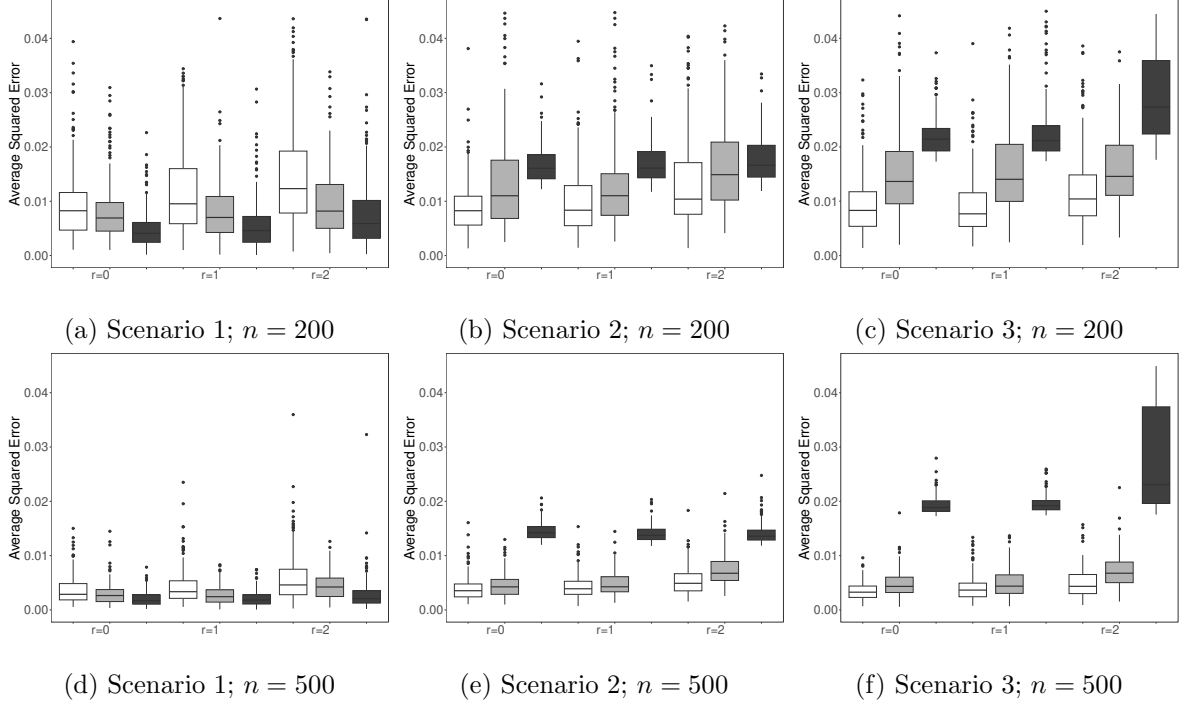 Average Squared Error
0.04
0.03
0.02
0.01
0.00
r=0 r=1 r=2
(a) Scenario 1; n = 200
Average Squared Error
0.04
0.03
0.02
0.01
0.00
r=0 r=1 r=2
(b) Scenario 2; n = 200
Average Squared Error
0.04
0.03
0.02
0.01
0.00
r=0 r=1 r=2
(c) Scenario 3; n = 200
Average Squared Error
0.04
0.03
0.02
0.01
0.00
r=0 r=1 r=2
(d) Scenario 1; n = 500
Average Squared Error
0.04
0.03
0.02
0.01
0.00
r=0 r=1 r=2
(e) Scenario 2; n = 500
Average Squared Error
0.04
0.03
0.02
0.01
0.00
r=0 r=1 r=2
(f) Scenario 3; n = 500